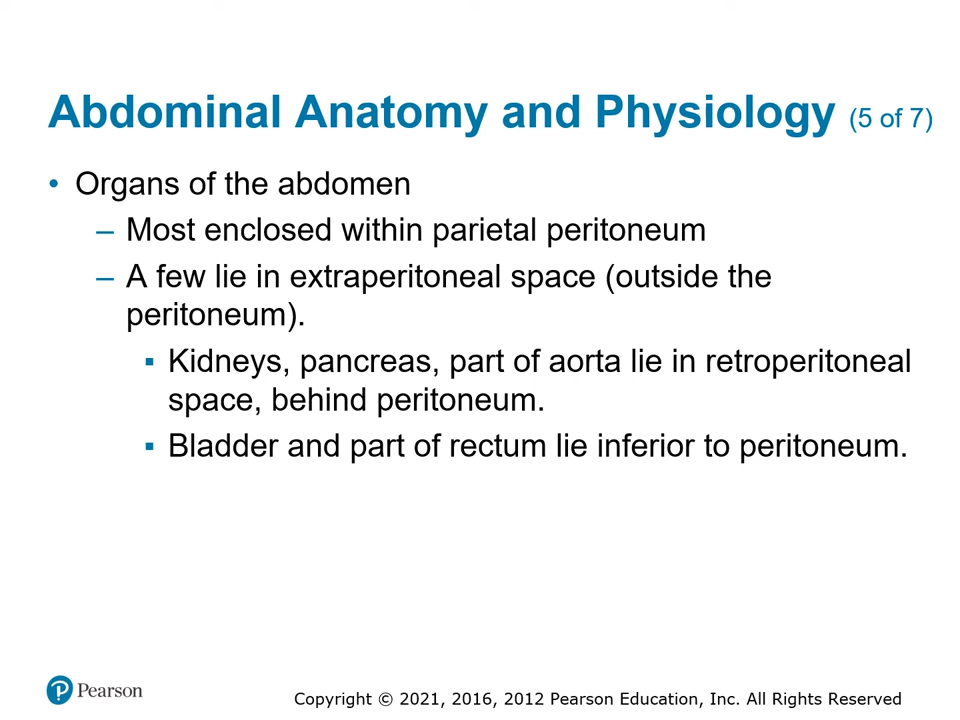 Abdominal Anatomy and Physiology (5 of 7)
• Organs of the abdomen
– Most enclosed within parietal peritoneum
– A few lie in extraperitoneal space (outside the
peritoneum).
▪ Kidneys, pancreas, part of aorta lie in retroperitoneal
space, behind peritoneum.
▪ Bladder and part of rectum lie inferior to peritoneum.
Pearson
Copyright © 2021, 2016, 2012 Pearson Education, Inc. All Rights Reserved